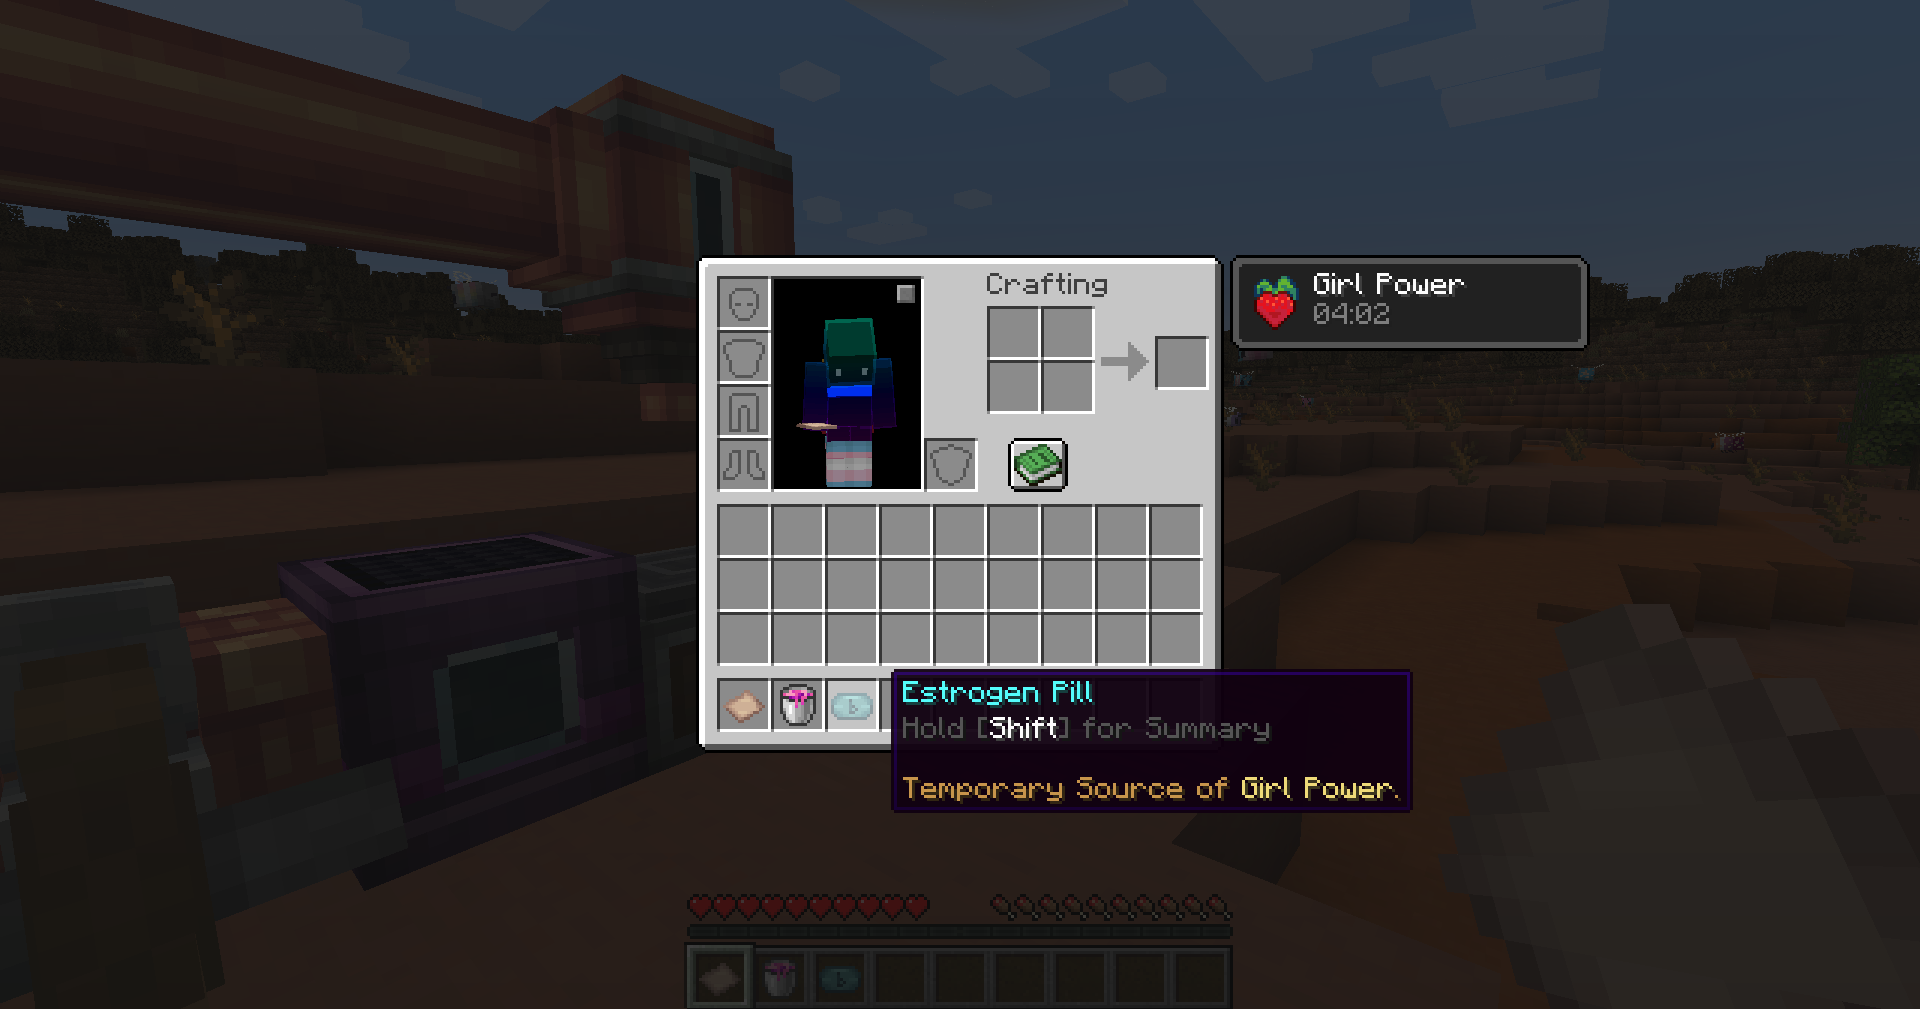 Crafting
Girl Power
04:02
Estrogen Pill
Hold [Shift] for Summary
Temporary Source of Girl Power.
b
b